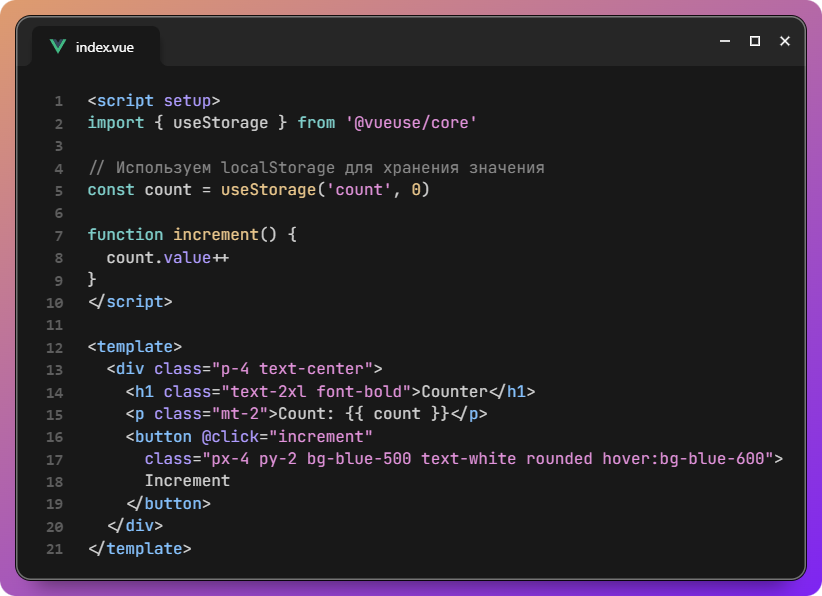 index.vue
1 <script setup>
2 import { useStorage } from '@vueuse/core'
3
4 // Используем localStorage для хранения значения
5 const count = useStorage('count', 0)
6
7 function increment() {
8   count.value++
9 }
10 </script>
11
12 <template>
13   <div class="p-4 text-center">
14     <h1 class="text-2xl font-bold">Counter</h1>
15     <p class="mt-2">Count: {{ count }}</p>
16     <button @click="increment"
17       class="px-4 py-2 bg-blue-500 text-white rounded hover:bg-blue-600">
18       Increment
19     </button>
20   </div>
21 </template>